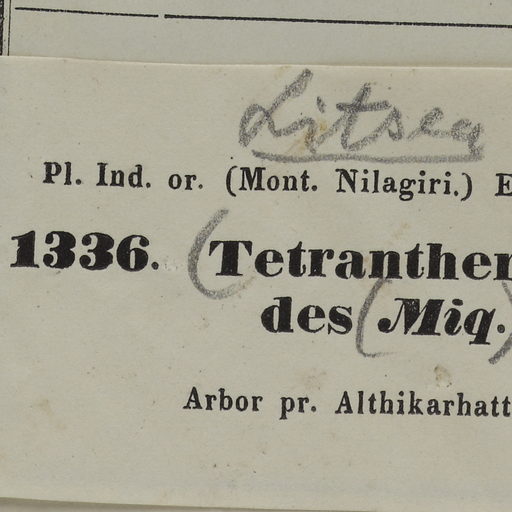 Litsea
Pl. Ind. or. (Mont. Nilagiri.) E
1336. (Tetranther
des (Miq.)
Arbor pr. Althikarhatt